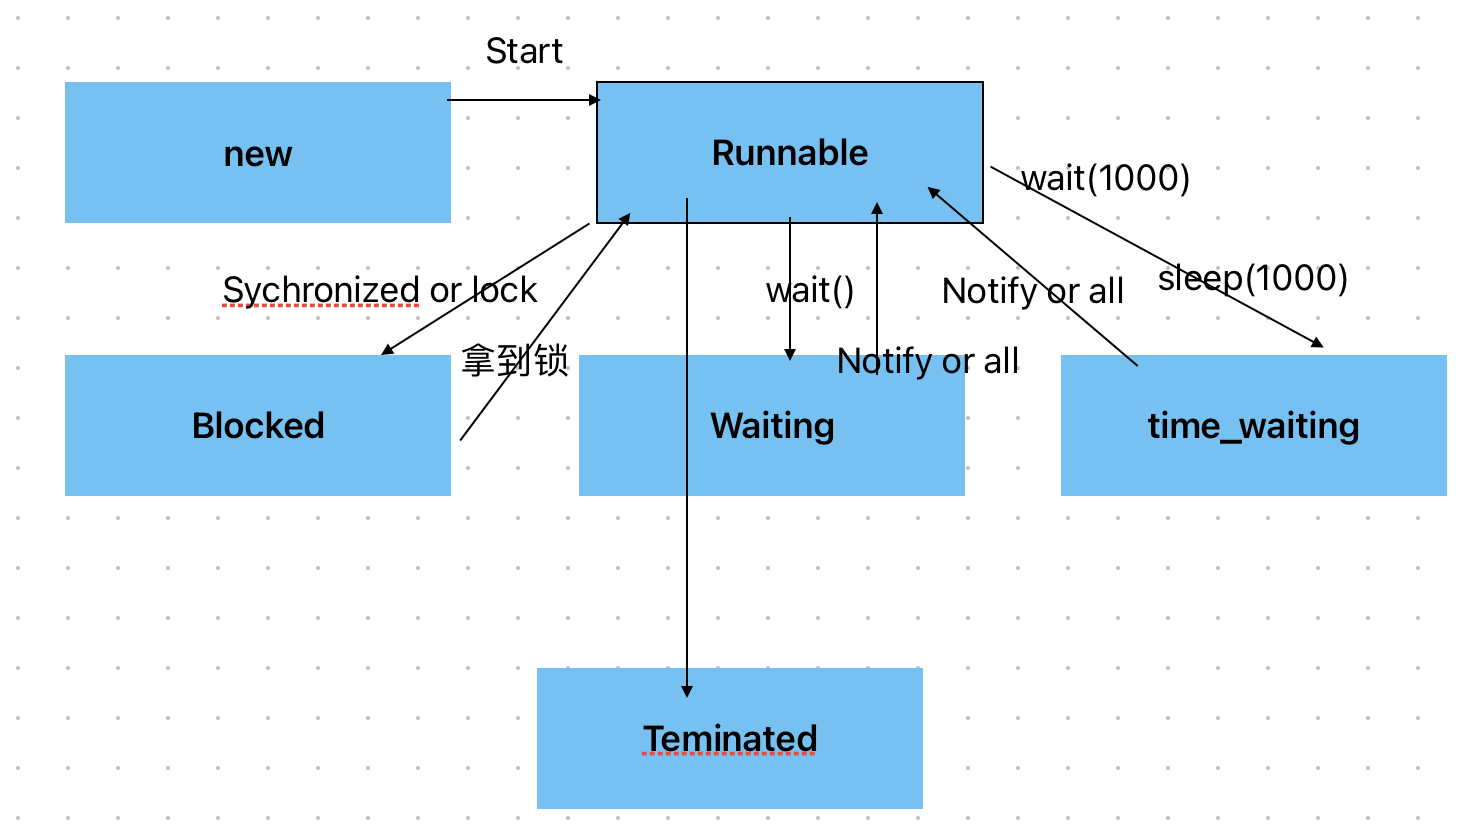 Start
new
Runnable
wait(1000)
Sychronized or lock
wait()
Notify or all
sleep(1000)
拿到锁
Notify or all
Blocked
Waiting
time_waiting
Teminated